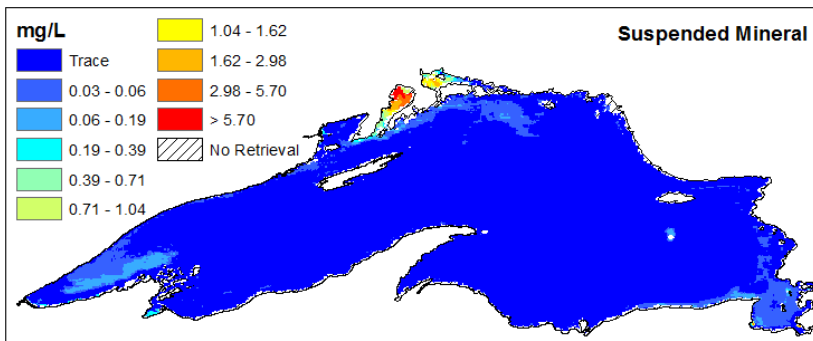 mg/L
Trace
0.03 - 0.06
0.06 - 0.19
0.19 - 0.39
0.39 - 0.71
0.71 - 1.04
1.04 - 1.62
1.62 - 2.98
2.98 - 5.70
> 5.70
No Retrieval
Suspended Mineral